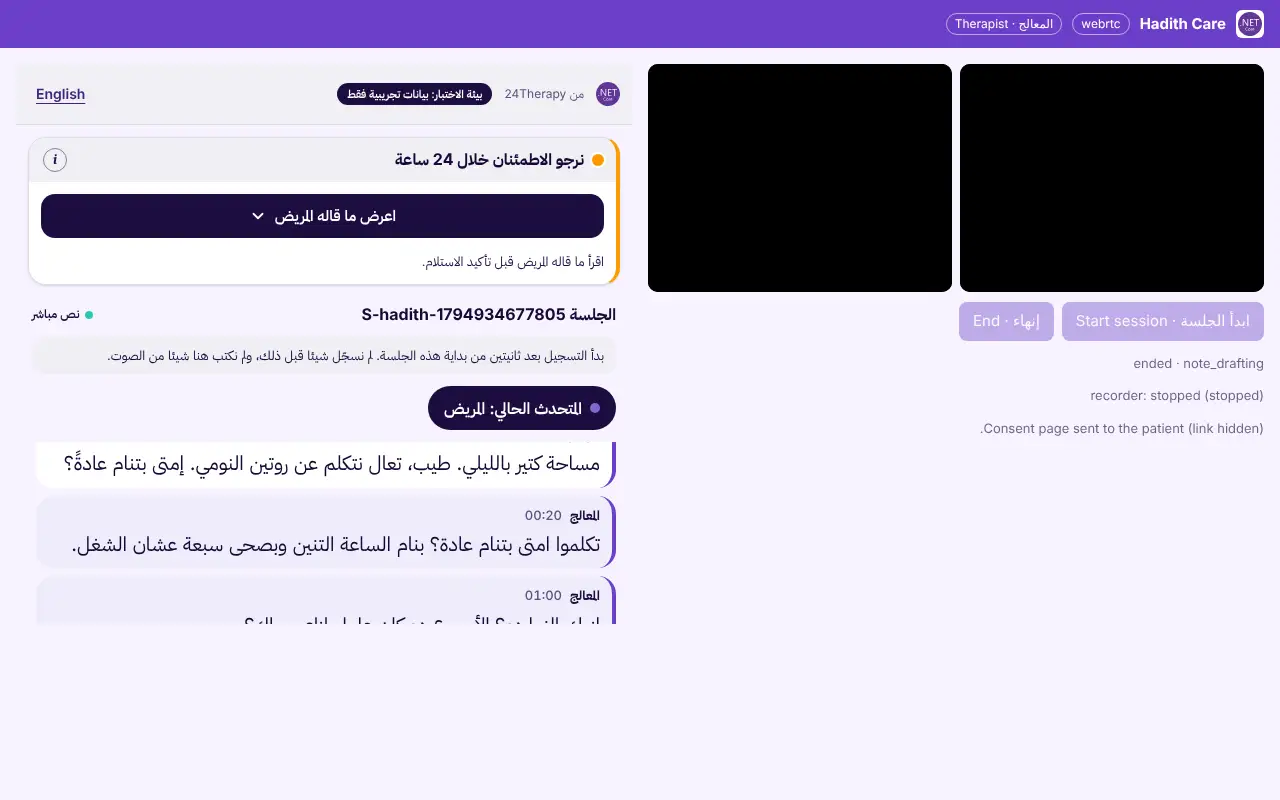 .NET
Com
Hadith Care
webrtc
Therapist · المعالج
.NET
Com
من 24Therapy
بيئة الاختبار: بيانات تجريبية فقط
English
نرجو الاطمئنان خلال 24 ساعة
i
اعرض ما قاله المريض
اقرأ ما قاله المريض قبل تأكيد الاستلام.
الجلسة S-hadith-1794934677805
نص مباشر
بدأ التسجيل بعد ثانيتين من بداية هذه الجلسة. لم نسجّل شيئا قبل ذلك، ولم نكتب هنا شيئا من الصوت.
المتحدث الحالي: المريض
مساحة كتير بالليلي. طيب، تعال نتكلم عن روتين النومي. إمتى بتنام عادةً؟
المعالج 00:20
تكلموا امتى بتنام عادة؟ بنام الساعة التنين وبصحى سبعة عشان الشغل.
المعالج 01:00
ابدأ الجلسة · Start session
إنهاء · End
ended · note_drafting
recorder: stopped (stopped)
Consent page sent to the patient (link hidden).